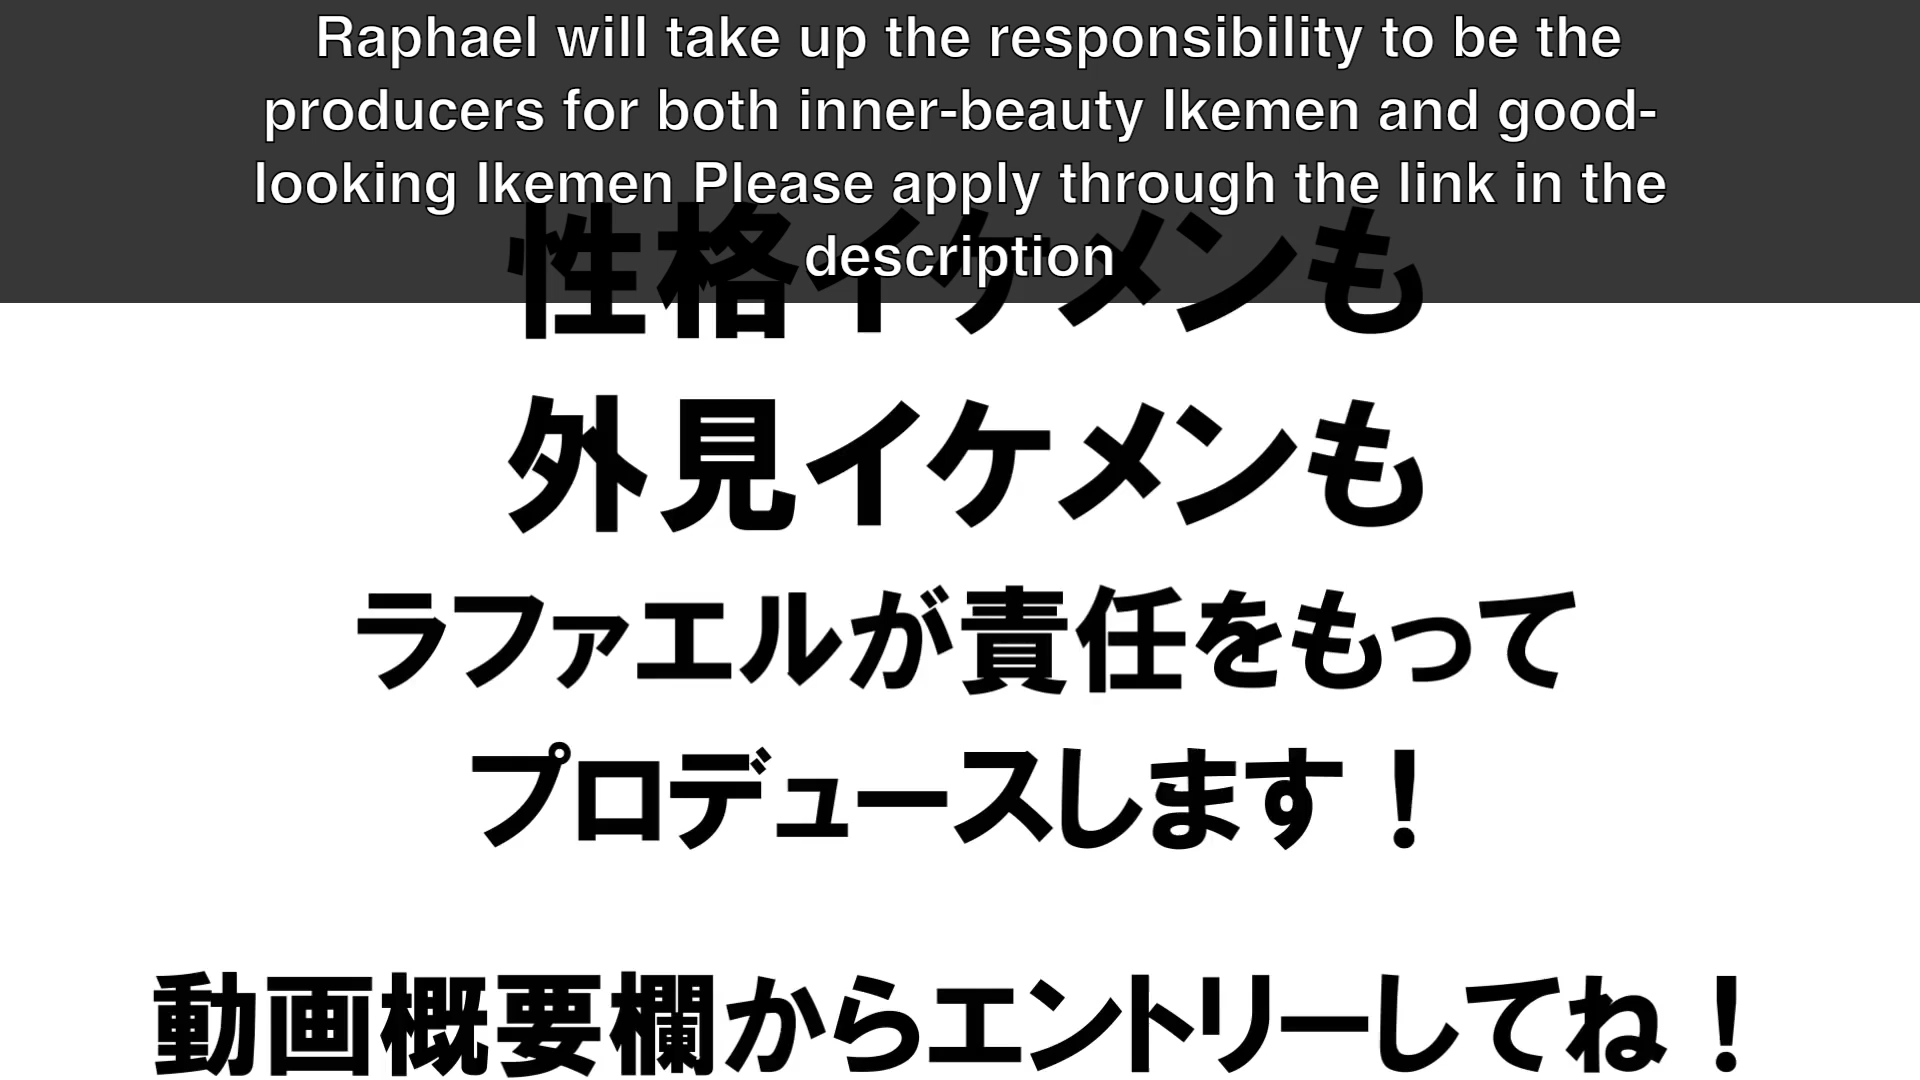 Raphael will take up the responsibility to be the
producers for both inner-beauty Ikemen and good-
looking Ikemen Please apply through the link in the
description
性格イケメンも
外見イケメンも
ラファエルが責任をもって
プロデュースします！
動画概要欄からエントリーしてね！